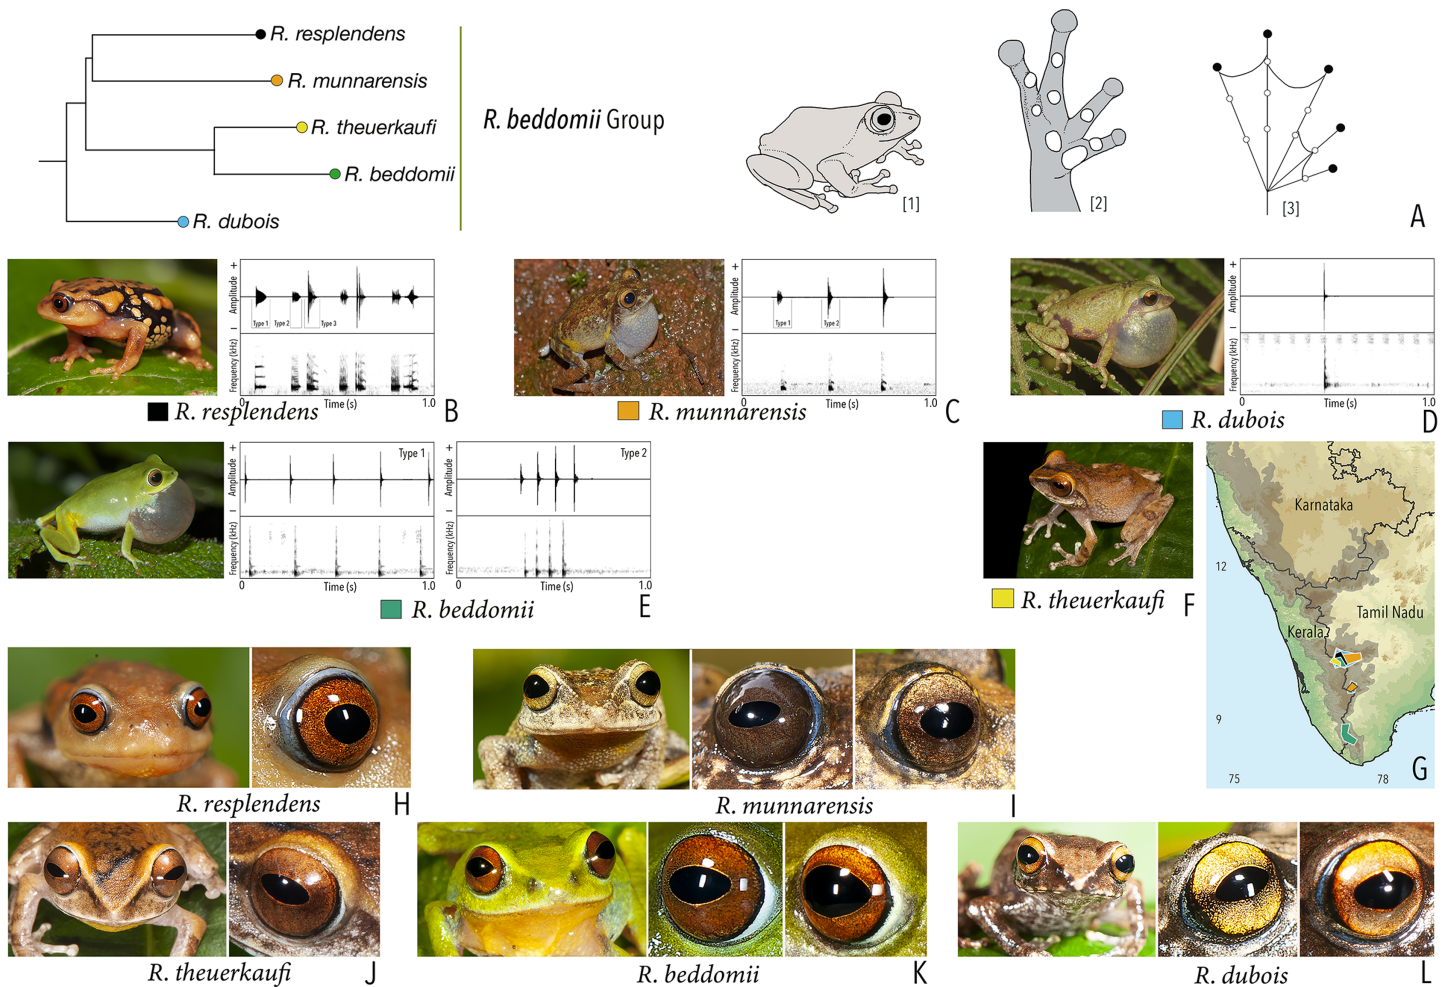 R. resplendens
R. munnarensis
R. theuerkaufi
R. beddomii
R. dubois
R. beddomii Group
[1]
[2]
[3]
A
Amplitude
+
–
Type 1
Type 2
Type 3
Frequency (kHz)
0
Time (s)
1.0
R. resplendens
B
Amplitude
+
–
Type 1
Type 2
Frequency (kHz)
0
Time (s)
1.0
R. munnarensis
C
Amplitude
+
–
Frequency (kHz)
0
Time (s)
1.0
R. dubois
D
Amplitude
+
–
Type 1
Frequency (kHz)
0
Time (s)
1.0
Amplitude
+
–
Type 2
Frequency (kHz)
0
Time (s)
1.0
R. beddomii
E
R. theuerkaufi
F
Karnataka
12
Tamil Nadu
Kerala
9
75
78
G
R. resplendens
H
R. munnarensis
I
R. theuerkaufi
J
R. beddomii
K
R. dubois
L